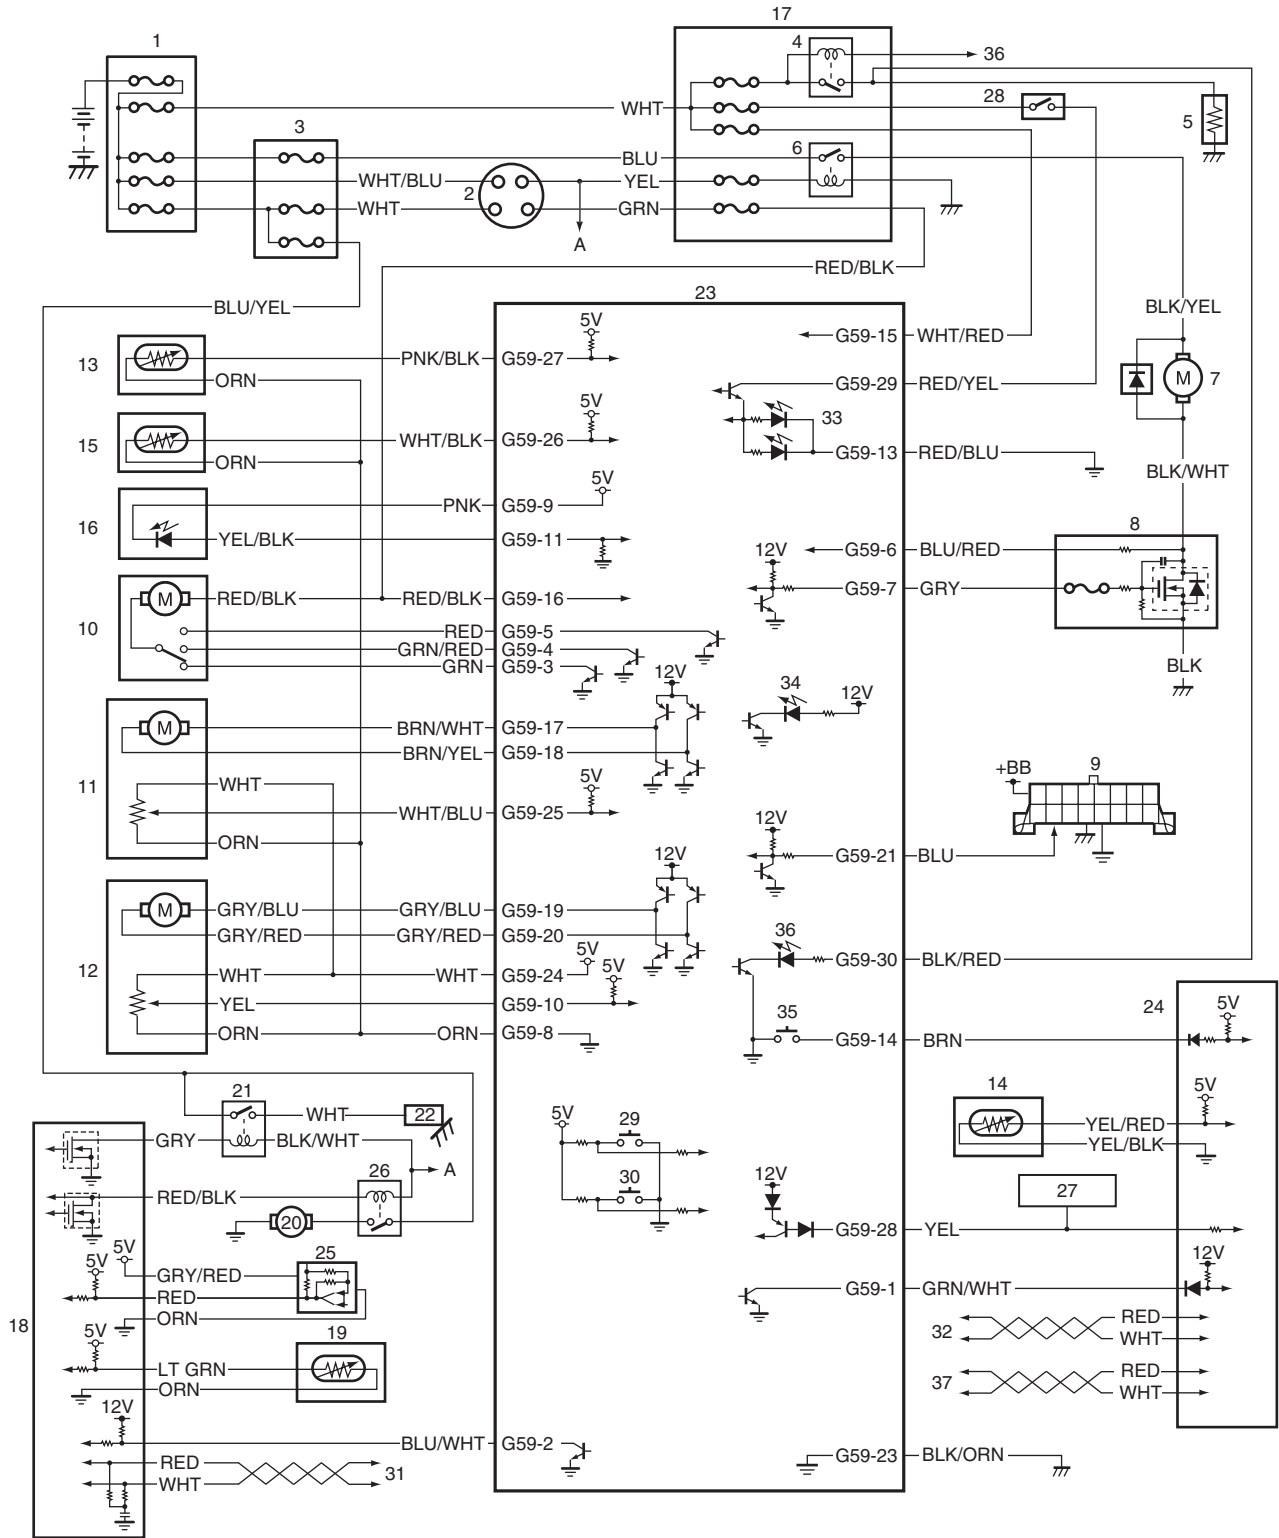 17
1
4
36
28
WHT
5
3
BLU
6
WHT/BLU
2
YEL
WHT
GRN
A
RED/BLK
BLU/YEL
23
BLK/YEL
5V
G59-15 WHT/RED
13
PNK/BLK G59-27
ORN
G59-29 RED/YEL
M 7
5V
33
15
WHT/BLK G59-26
G59-13 RED/BLU
ORN
BLK/WHT
5V
PNK G59-9
16
8
YEL/BLK G59-11
12V
G59-6 BLU/RED
G59-7 GRY
M RED/BLK RED/BLK G59-16
10
RED G59-5
GRN/RED G59-4
GRN G59-3
BLK
12V
34
12V
M
BRN/WHT G59-17
BRN/YEL G59-18
+BB 9
5V
11
WHT
WHT/BLU G59-25
12V
ORN
G59-21 BLU
12V
M GRY/BLU GRY/BLU G59-19
GRY/RED GRY/RED G59-20
36
5V
G59-30 BLK/RED
12
WHT WHT G59-24
5V
YEL G59-10
24
5V
35
ORN ORN G59-8
G59-14 BRN
14
5V
21
WHT 22
5V
29
YEL/RED
GRY BLK/WHT
YEL/BLK
A
26
30
12V
27
RED/BLK
20
G59-28 YEL
5V
5V
25
12V
GRY/RED
G59-1 GRN/WHT
RED
ORN
RED
32
WHT
18
5V
19
LT GRN
RED
37
WHT
ORN
12V
BLU/WHT G59-2
RED
31
WHT
G59-23 BLK/ORN